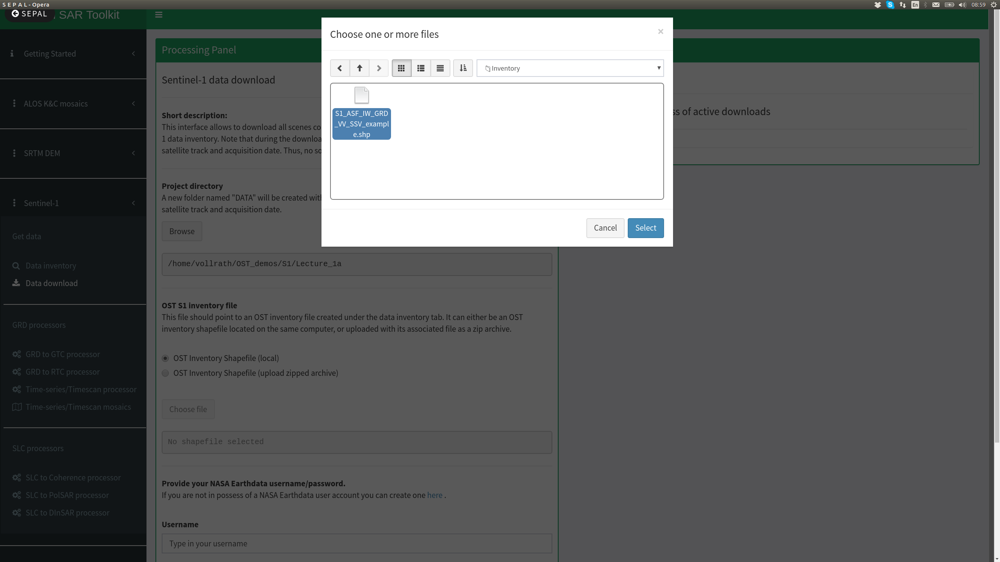 S E P A L - Opera
En
08:59
SEPAL
SAR Toolkit
Getting Started
ALOS K&C mosaics
SRTM DEM
Sentinel-1
Get data
Data inventory
Data download
GRD processors
GRD to GTC processor
GRD to RTC processor
Time-series/Timescan processor
Time-series/Timescan mosaics
SLC processors
SLC to Coherence processor
SLC to PolSAR processor
SLC to DInSAR processor
Processing Panel
Sentinel-1 data download
Short description:
This interface allows to download all scenes co
1 data inventory. Note that during the downloa
satellite track and acquisition date. Thus, no so
Project directory
A new folder named "DATA" will be created with
satellite track and acquisition date.
Browse
/home/vollrath/OST_demos/S1/Lecture_1a
OST S1 inventory file
This file should point to an OST inventory file created under the data inventory tab. It can either be an OST
inventory shapefile located on the same computer, or uploaded with its associated file as a zip archive.
OST Inventory Shapefile (local)
OST Inventory Shapefile (upload zipped archive)
Choose file
No shapefile selected
Provide your NASA Earthdata username/password.
If you are not in possess of a NASA Earthdata user account you can create one here .
Username
Type in your username
Choose one or more files
×
Inventory
S1_ASF_IW_GRD
_VV_SSV_exampl
e.shp
Cancel
Select
ss of active downloads